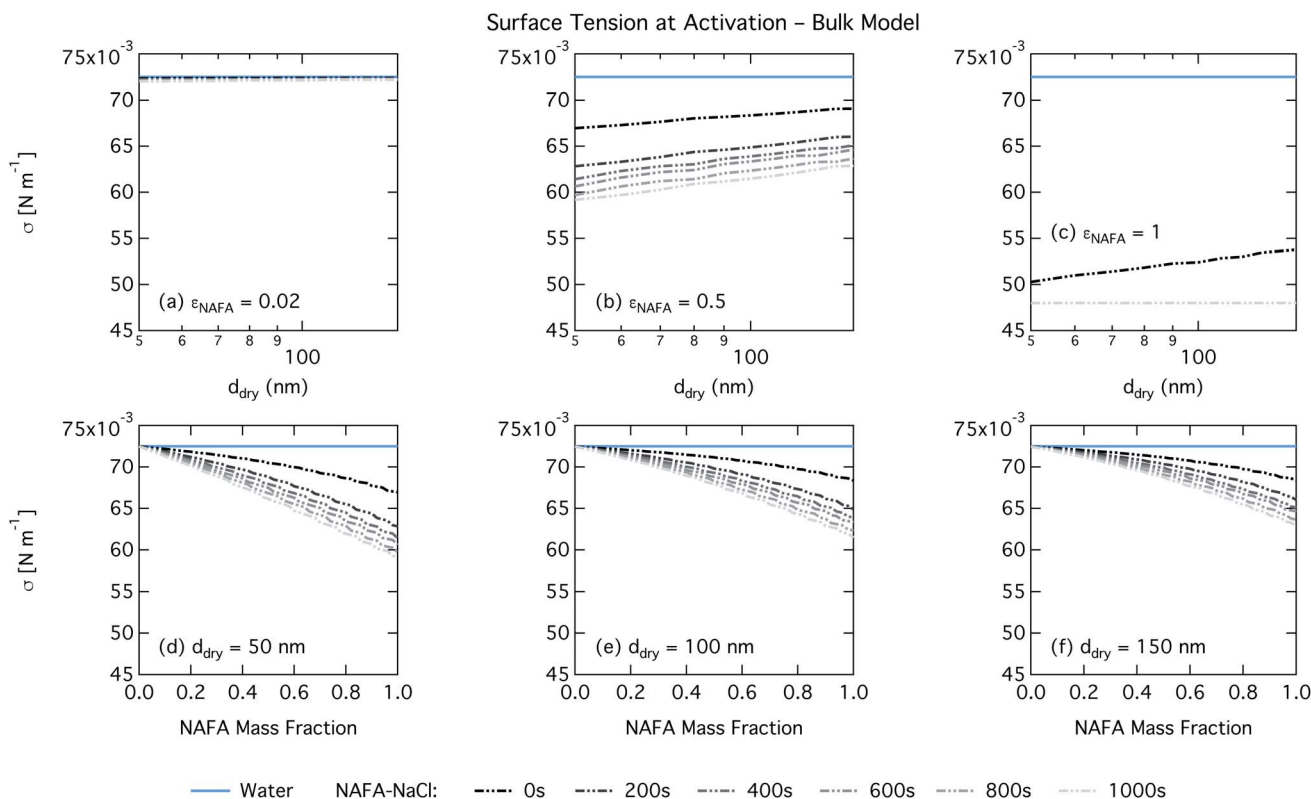 Surface Tension at Activation – Bulk Model
σ [N m⁻¹]
75x10⁻³
70
65
60
55
50
45
(a) ε_NAFA = 0.02
5 6 7 8 9
100
d_dry (nm)
75x10⁻³
70
65
60
55
50
45
(b) ε_NAFA = 0.5
5 6 7 8 9
100
d_dry (nm)
75x10⁻³
70
65
60
55
50
45
(c) ε_NAFA = 1
5 6 7 8 9
100
d_dry (nm)
σ [N m⁻¹]
75x10⁻³
70
65
60
55
50
45
(d) d_dry = 50 nm
0.0 0.2 0.4 0.6 0.8 1.0
NAFA Mass Fraction
75x10⁻³
70
65
60
55
50
45
(e) d_dry = 100 nm
0.0 0.2 0.4 0.6 0.8 1.0
NAFA Mass Fraction
75x10⁻³
70
65
60
55
50
45
(f) d_dry = 150 nm
0.0 0.2 0.4 0.6 0.8 1.0
NAFA Mass Fraction
Water NAFA-NaCl: 0s 200s 400s 600s 800s 1000s